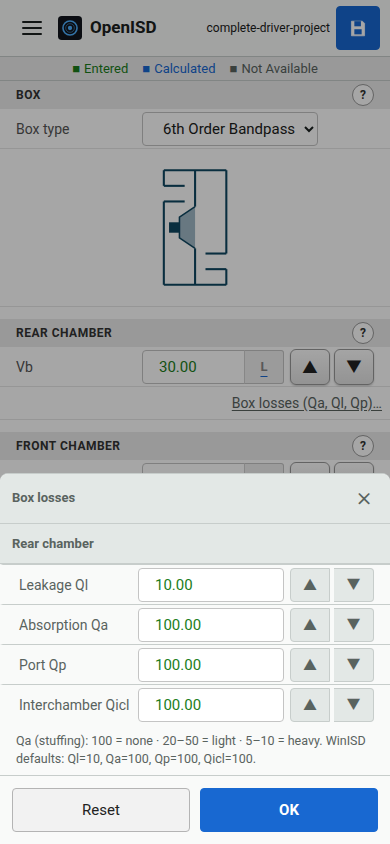 OpenISD
complete-driver-project
Entered Calculated Not Available
BOX ?
Box type 6th Order Bandpass
REAR CHAMBER ?
Vb 30.00 L ▲ ▼
Box losses (Qa, Ql, Qp)...
FRONT CHAMBER ?
Box losses ×
Rear chamber
Leakage Ql 10.00 ▲ ▼
Absorption Qa 100.00 ▲ ▼
Port Qp 100.00 ▲ ▼
Interchamber Qicl 100.00 ▲ ▼
Qa (stuffing): 100 = none · 20–50 = light · 5–10 = heavy. WinISD
defaults: Ql=10, Qa=100, Qp=100, Qicl=100.
Reset OK